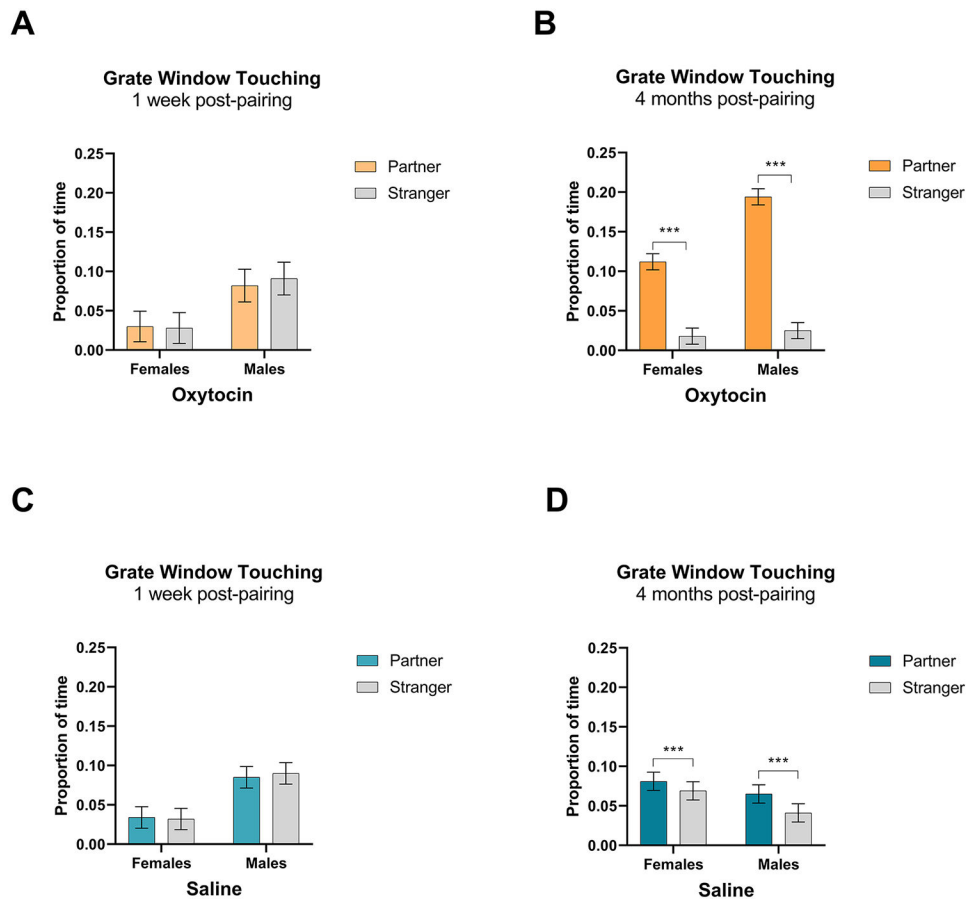 A
Grate Window Touching
1 week post-pairing
Proportion of time
0.25
0.20
0.15
0.10
0.05
0.00
Females
Males
Oxytocin
Partner
Stranger
B
Grate Window Touching
4 months post-pairing
Proportion of time
0.25
0.20
0.15
0.10
0.05
0.00
***
***
Females
Males
Oxytocin
Partner
Stranger
C
Grate Window Touching
1 week post-pairing
Proportion of time
0.25
0.20
0.15
0.10
0.05
0.00
Females
Males
Saline
Partner
Stranger
D
Grate Window Touching
4 months post-pairing
Proportion of time
0.25
0.20
0.15
0.10
0.05
0.00
***
***
Females
Males
Saline
Partner
Stranger